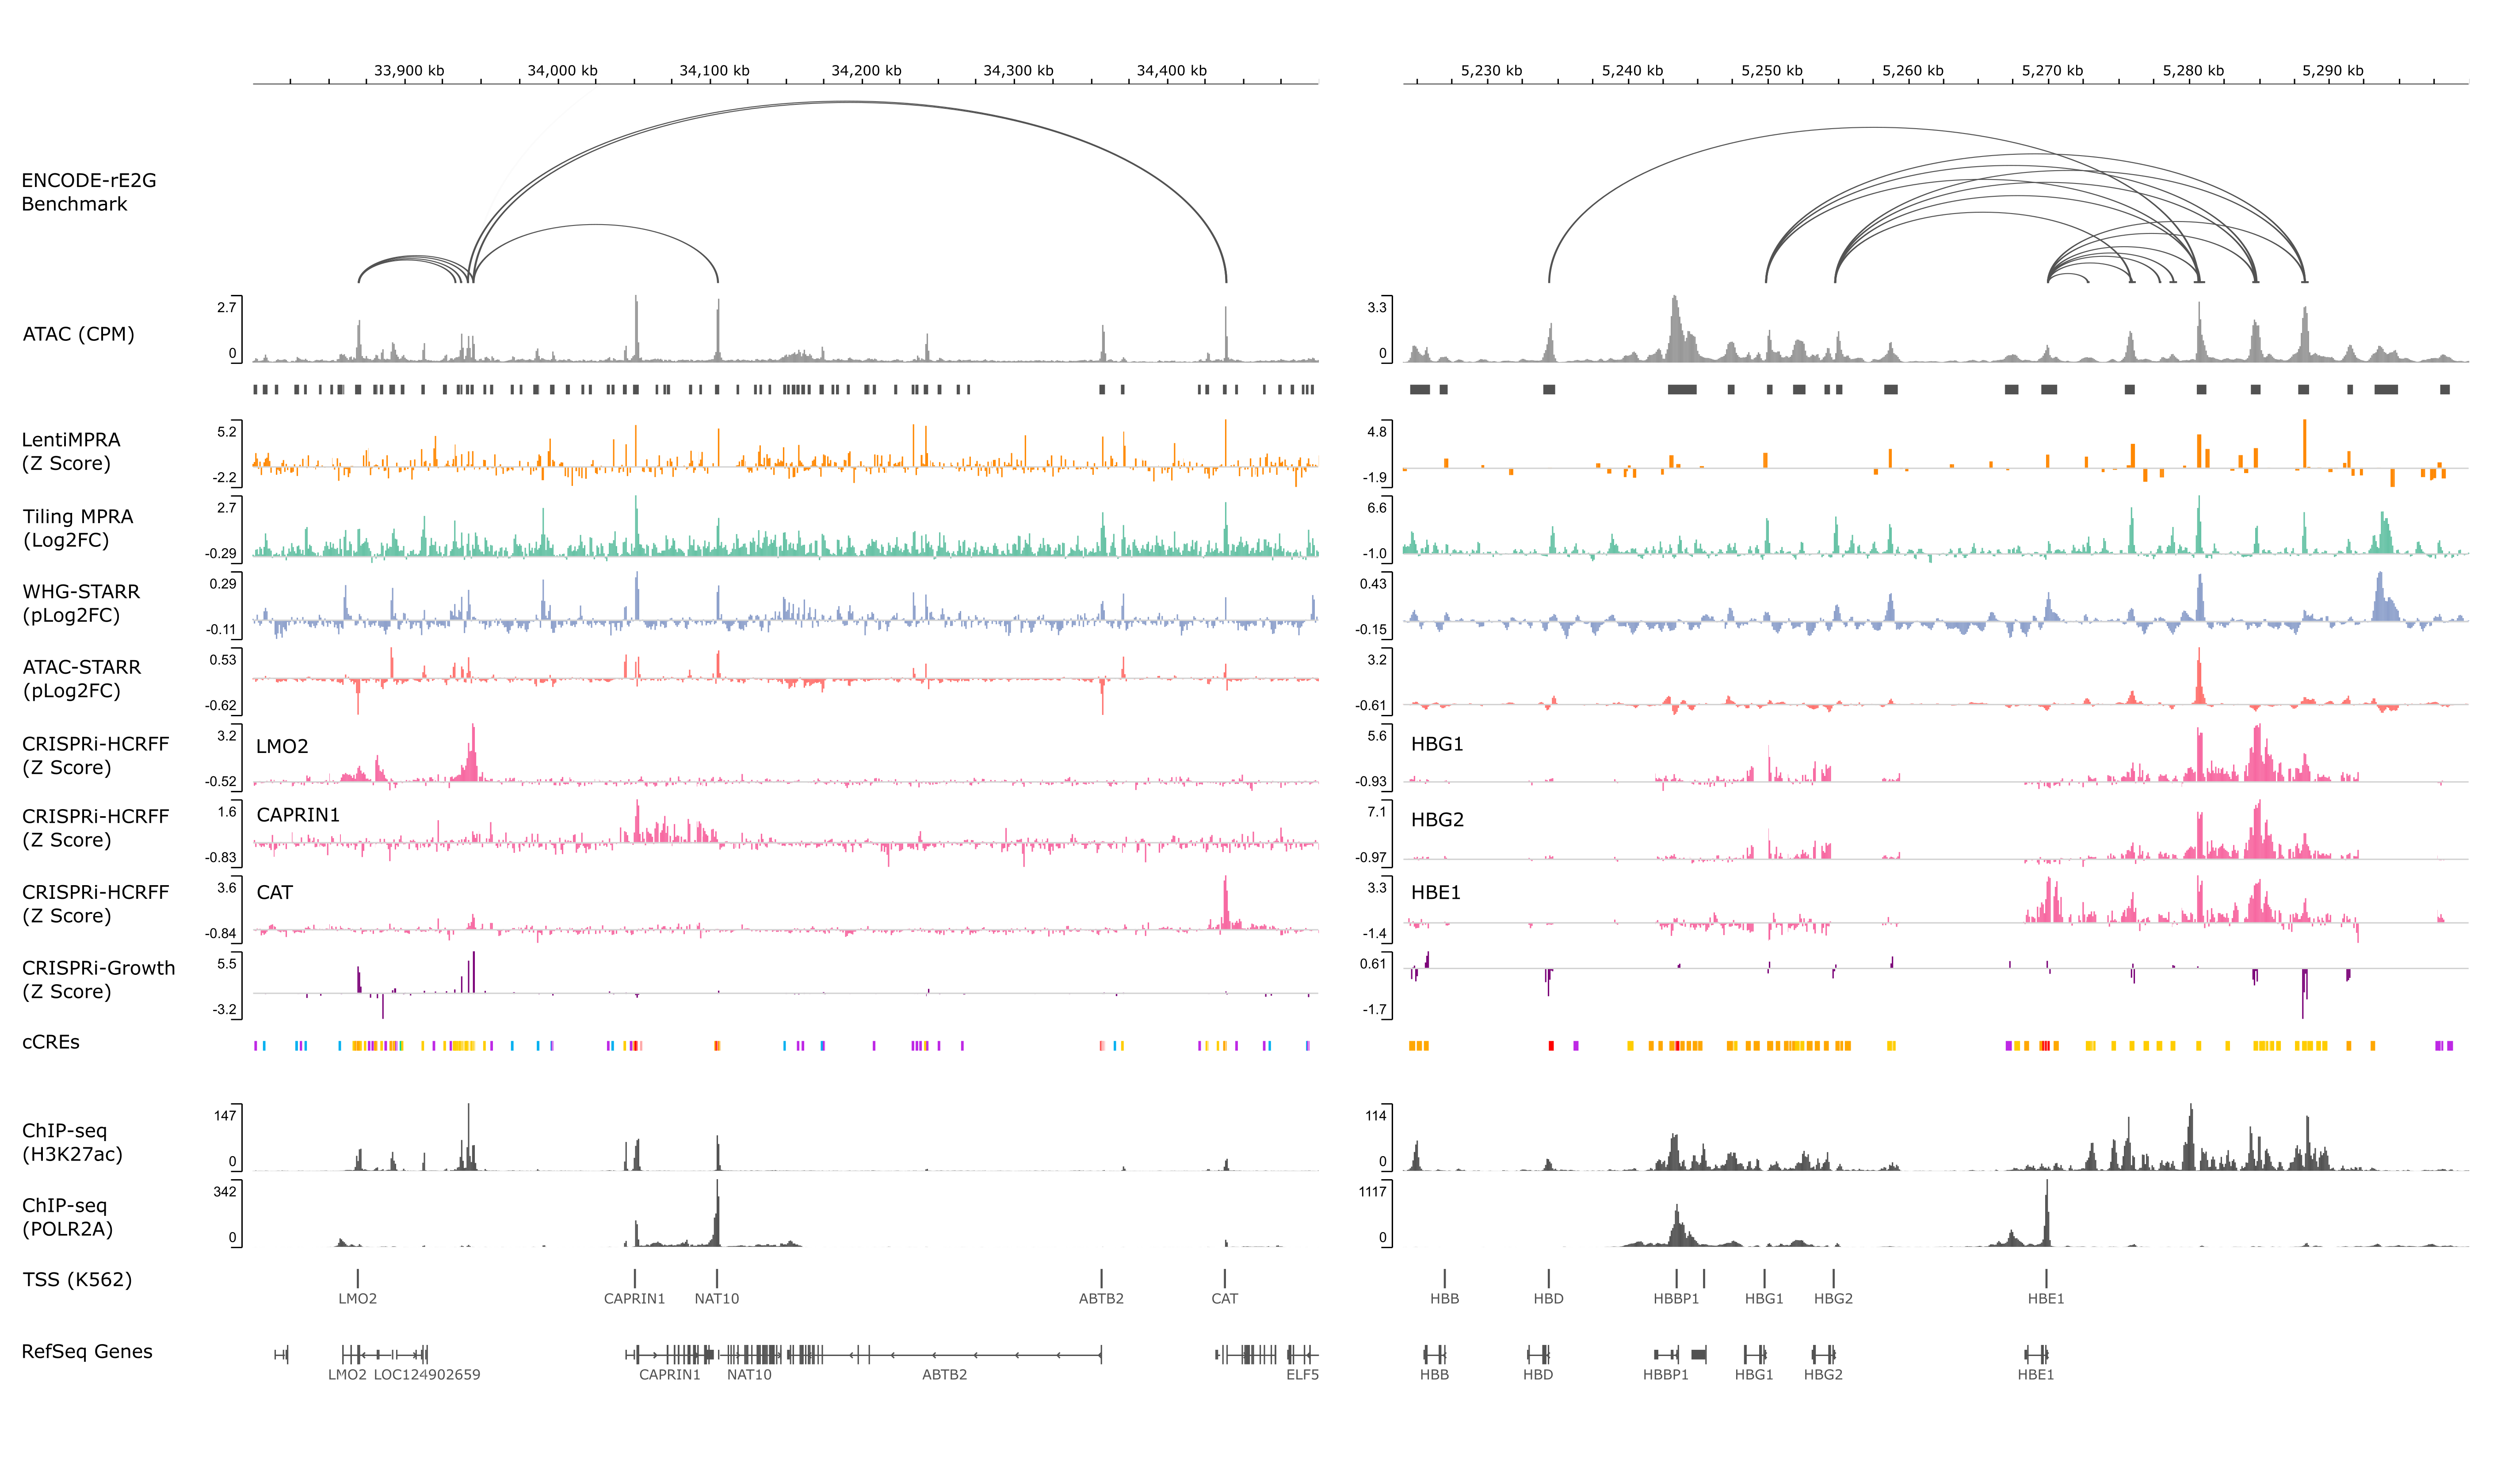 33,900 kb 34,000 kb 34,100 kb 34,200 kb 34,300 kb 34,400 kb 5,230 kb 5,240 kb 5,250 kb 5,260 kb 5,270 kb 5,280 kb 5,290 kb
ENCODE-rE2G
Benchmark
ATAC (CPM)
2.7
0
3.3
0
LentiMPRA
(Z Score)
5.2
-2.2
4.8
-1.9
Tiling MPRA
(Log2FC)
2.7
-0.29
6.6
-1.0
WHG-STARR
(pLog2FC)
0.29
-0.11
0.43
-0.15
ATAC-STARR
(pLog2FC)
0.53
-0.62
3.2
-0.61
CRISPRi-HCRFF
(Z Score)
3.2
-0.52
LMO2
5.6
-0.93
HBG1
CRISPRi-HCRFF
(Z Score)
1.6
-0.83
CAPRIN1
7.1
-0.97
HBG2
CRISPRi-HCRFF
(Z Score)
3.6
-0.84
CAT
3.3
-1.4
HBE1
CRISPRi-Growth
(Z Score)
5.5
-3.2
0.61
-1.7
cCREs
ChIP-seq
(H3K27ac)
147
0
114
0
ChIP-seq
(POLR2A)
342
0
1117
0
TSS (K562)
LMO2 CAPRIN1 NAT10 ABTB2 CAT HBB HBD HBBP1 HBG1 HBG2 HBE1
RefSeq Genes
LMO2 LOC124902659 CAPRIN1 NAT10 ABTB2 ELF5 HBB HBD HBBP1 HBG1 HBG2 HBE1